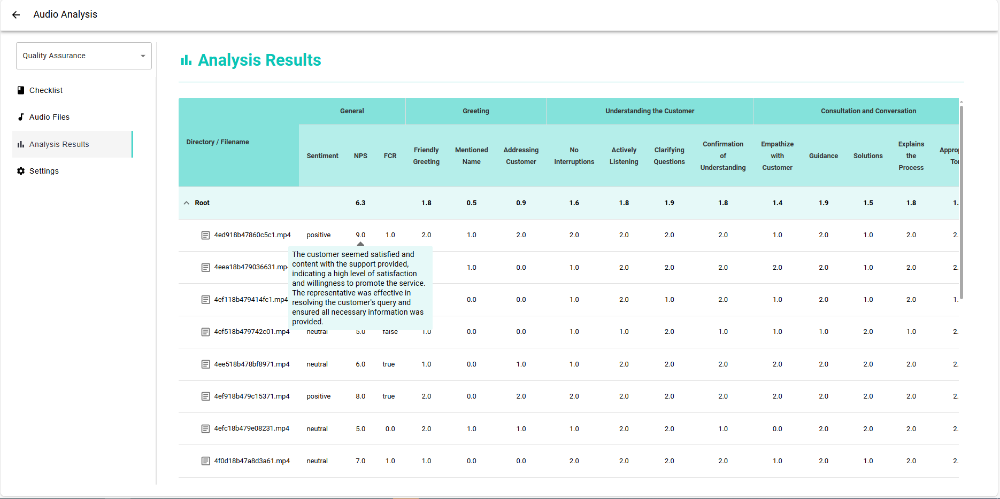 Audio Analysis
Quality Assurance
Checklist
Audio Files
Analysis Results
Settings
Analysis Results
General Greeting Understanding the Customer Consultation and Conversation
Directory / Filename Sentiment NPS FCR Friendly Greeting Mentioned Name Addressing Customer No Interruptions Actively Listening Clarifying Questions Confirmation of Understanding Empathize with Customer Guidance Solutions Explains the Process
Root 6.3 1.8 0.5 0.9 1.6 1.8 1.9 1.8 1.4 1.9 1.5 1.8 1.
4ed918b47860c5c1.mp4 positive 9.0 1.0 2.0 1.0 2.0 2.0 2.0 2.0 2.0 1.0 2.0 1.0 2.0 2.
The customer seemed satisfied and
content with the support provided,
indicating a high level of satisfaction
and willingness to promote the service.
The representative was effective in
resolving the customer's query and
ensured all necessary information was
provided.
4eea18b479036631.mp4 1.0 0.0 1.0 2.0 2.0 2.0 2.0 2.0 1.0 2.0 2.
4ef118b479414fc1.mp4 0.0 0.0 1.0 2.0 1.0 2.0 1.0 2.0 1.0 2.0 1.
4ef518b479742c01.mp4 neutral 5.0 false 1.0 0.0 0.0 1.0 1.0 2.0 1.0 1.0 1.0 2.0 1.0 2.
4ee518b478bf8971.mp4 neutral 6.0 true 1.0 0.0 1.0 1.0 2.0 2.0 2.0 2.0 2.0 2.0 2.0 2.
4ef918b479c15371.mp4 positive 8.0 true 2.0 0.0 2.0 2.0 2.0 2.0 2.0 2.0 2.0 2.0 2.0 2.
4efc18b479e08231.mp4 neutral 5.0 0.0 2.0 1.0 1.0 1.0 2.0 2.0 1.0 0.0 2.0 2.0 2.0 2.
4f0d18b47a8d3a61.mp4 neutral 7.0 1.0 1.0 0.0 0.0 2.0 2.0 2.0 2.0 1.0 2.0 1.0 2.0 2.